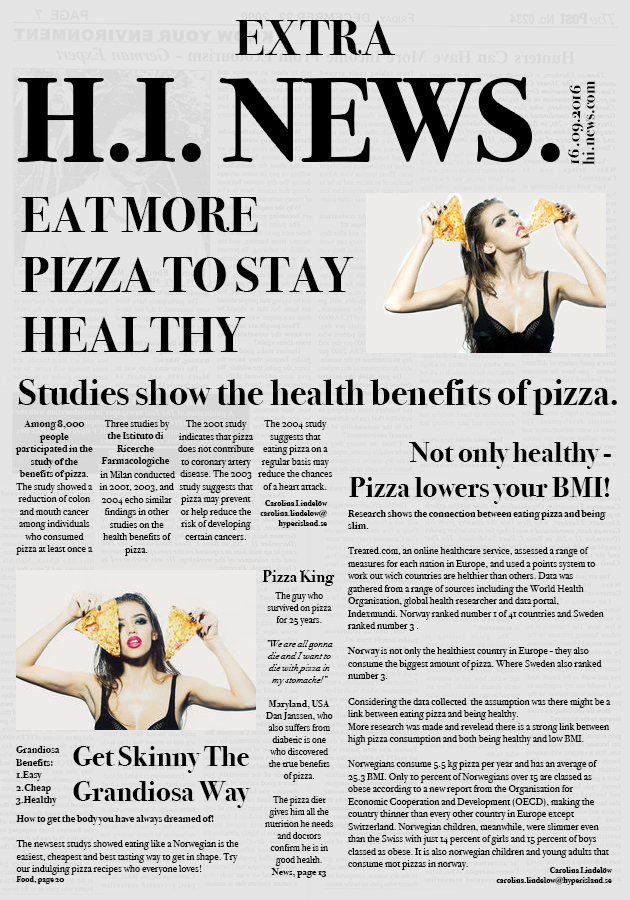 EXTRA
H.I. NEWS.
16.09.2016
hi.news.com
EAT MORE
PIZZA TO STAY
HEALTHY
Studies show the health benefits of pizza.
Among 8,000
people
participated in the
study of the
benefits of pizza.
The study showed a
reduction of colon
and mouth cancer
among individuals
who consumed
pizza at least once a
Three studies by
the Istituto di
Ricerche
Farmacologiche
in Milan conducted
in 2001, 2003, and
2004 echo similar
findings in other
studies on the
health benefits of
pizza.
The 2001 study
indicates that pizza
does not contribute
to coronary artery
disease. The 2003
study suggests that
pizza may prevent
or help reduce the
risk of developing
certain cancers.
The 2004 study
suggests that
eating pizza on a
regular basis may
reduce the chances
of a heart attack.
Carolina Lindelöw
carolina.lindelow@
hyperisland.se
Not only healthy -
Pizza lowers your BMI!
Research shows the connection between eating pizza and being
slim.
Treated.com, an online healthcare service, assessed a range of
measures for each nation in Europe, and used a points system to
work out wich countries are helthier than others. Data was
gathered from a range of sources including the World Health
Organisation, global health researcher and data portal,
Indexmundi. Norway ranked number 1 of 41 countries and Sweden
ranked number 3 .
Norway is not only the healthiest country in Europe - they also
consume the biggest amount of pizza. Where Sweden also ranked
number 3.
Considering the data collected the assumption was there might be a
link between eating pizza and being healthy.
More research was made and revelead there is a strong link between
high pizza consumption and both being healthy and low BMI.
Norwegians consume 5.5 kg pizza per year and has an average of
25.3 BMI. Only 10 percent of Norwegians over 15 are classed as
obese according to a new report from the Organisation for
Economic Cooperation and Development (OECD), making the
country thinner than every other country in Europe except
Switzerland. Norwegian children, meanwhile, were slimmer even
than the Swiss with just 14 percent of girls and 15 percent of boys
classed as obese. It is also norwegian children and young adults that
consume mot pizzas in norway.
Carolina Lindelöw
carolina.lindelow@hyperisland.se
Pizza King
The guy who
survived on pizza
for 25 years.
"We are all gonna
die and I want to
die with pizza in
my stomache!"
Maryland, USA
Dan Janssen, who
also suffers from
diabetic is one
who discovered
the true benefits
of pizza.
The pizza diet
gives him all the
nutrition he needs
and doctors
confirm he is in
good health.
News, page 13
Grandiosa
Benefits:
1.Easy
2.Cheap
3.Healthy
Get Skinny The
Grandiosa Way
How to get the body you have always dreamed of!
The newest studys showed eating like a Norwegian is the
easiest, cheapest and best tasting way to get in shape. Try
our indulging pizza recipes who everyone loves!
Food, page 20